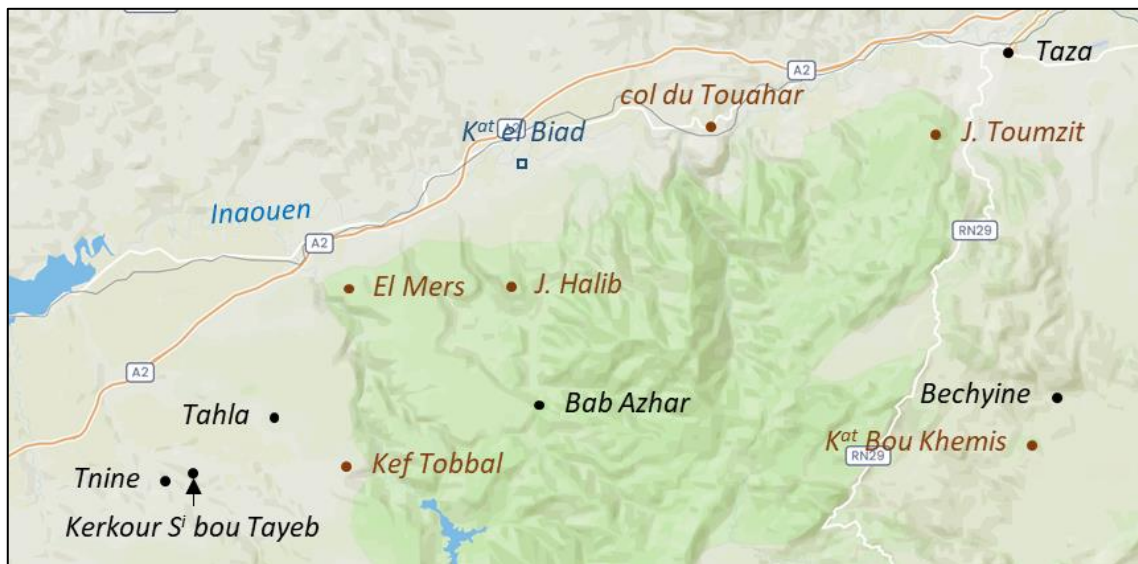 Taza
A2
col du Touahar
A2
Kᵃᵗ el Biad
J. Toumzit
Inaouen
RN29
A2
El Mers
J. Halib
A2
Bab Azhar
Bechyine
Tahla
Kᵃᵗ Bou Khemis
Kef Tobbal
RN29
Tnine
Kerkour Sⁱ bou Tayeb